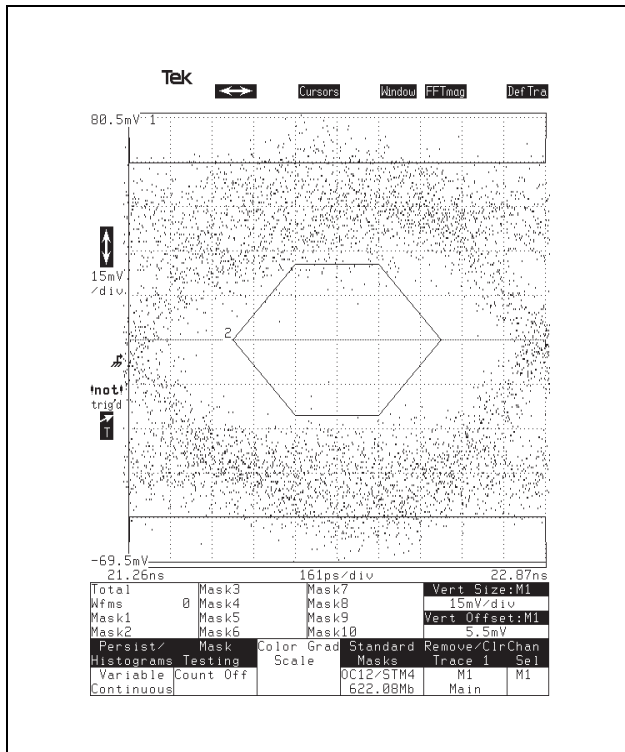 Tek
Cursors Window FFTmag DefTra
80.5mV 1
15mV
/div
2
not
trig'd
T
-69.5mV
21.26ns 161ps/div 22.87ns
Total Mask3 Mask7 Vert Size:M1
Wfms 0 Mask4 Mask8 15mV/div
Mask1 Mask5 Mask9 Vert Offset:M1
Mask2 Mask6 Mask10 5.5mV
Persist/ Mask Color Grad Standard Remove/Clr Chan
Histograms Testing Scale Masks Trace 1 Sel
Variable Count Off OC12/STM4 M1 M1
Continuous 622.08Mb Main